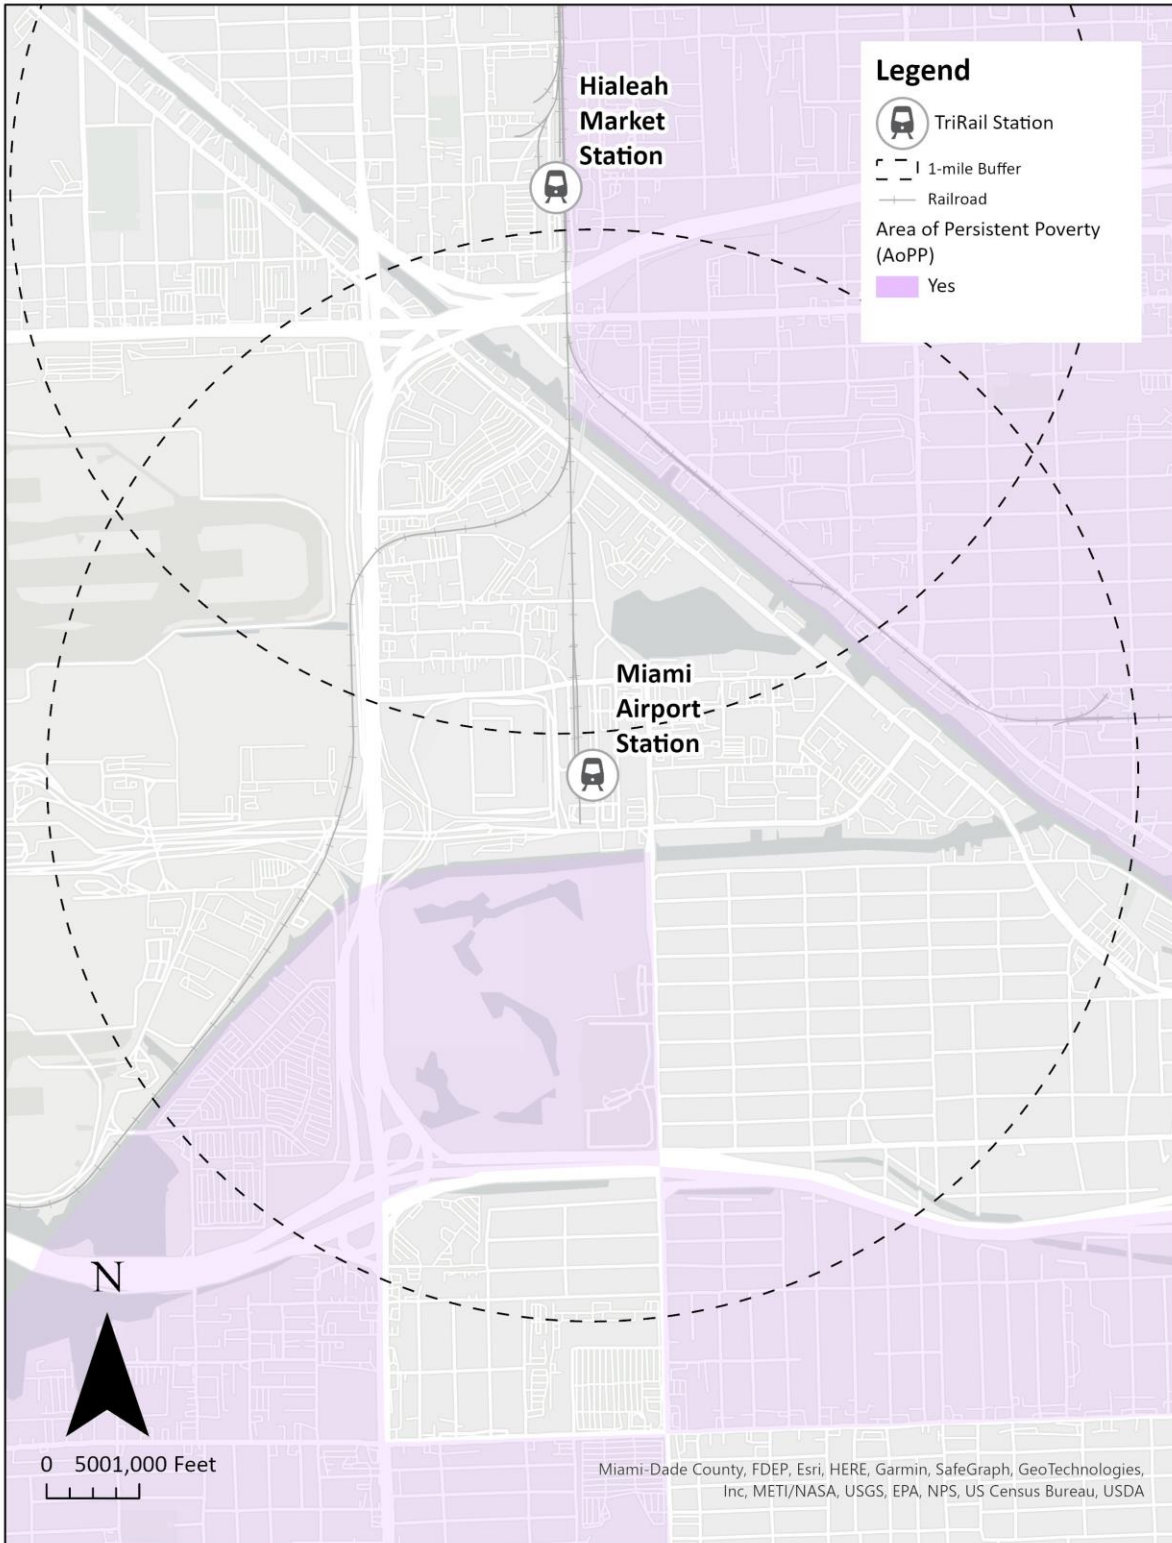 Hialeah
Market
Station
Legend
TriRail Station
1-mile Buffer
Railroad
Area of Persistent Poverty
(AoPP)
Yes
Miami
Airport
Station
N
0 5001,000 Feet
Miami-Dade County, FDEP, Esri, HERE, Garmin, SafeGraph, GeoTechnologies,
Inc, METI/NASA, USGS, EPA, NPS, US Census Bureau, USDA